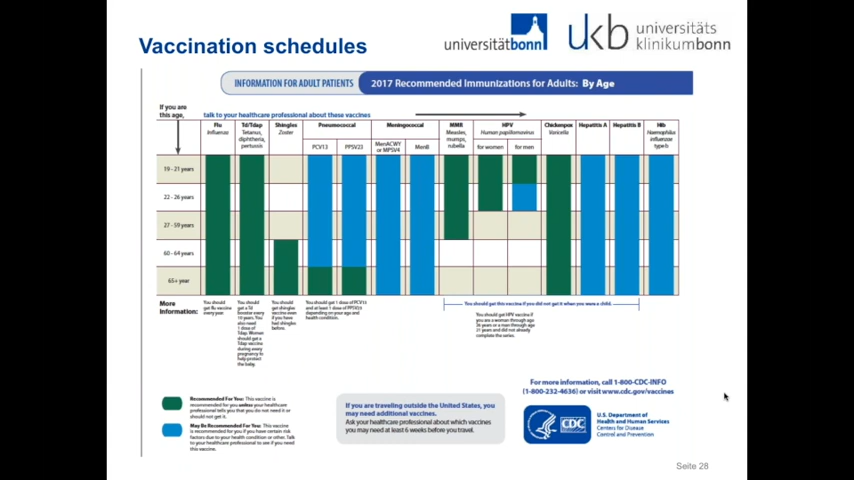 Vaccination schedules
universitätbonn
ukb universitäts
klinikumbonn
INFORMATION FOR ADULT PATIENTS
2017 Recommended Immunizations for Adults: By Age
If you are
this age,
talk to your healthcare professional about these vaccines
Flu
Influenza
Td/Tdap
Tetanus,
diphtheria,
pertussis
Shingles
Zoster
Pneumococcal
PCV13
PPSV23
Meningococcal
MenACWY
or MPSV4
MenB
MMR
Measles,
mumps,
rubella
HPV
Human papillomavirus
for women
for men
Chickenpox
Varicella
Hepatitis A
Hepatitis B
Hib
Haemophilus
influenzae
type b
19 - 21 years
22 - 26 years
27 - 59 years
60 - 64 years
65+ year
More
Information:
You should
get flu vaccine
every year
You should
get a Td
booster every
10 years. You
also need
1 dose of
Tdap. Women
should get a
Tdap vaccine
during every
pregnancy to
help protect
the baby.
You should
get shingles
vaccine even
if you have
had shingles
before.
You should get 1 dose of PCV13
and at least 1 dose of PPSV23
depending on your age and
health condition.
You should get this vaccine if you did not get it when you were a child.
You should get HPV vaccine if
you are a woman through age
26 years or a man through age
21 years and did not already
complete the series.
Recommended For You: This vaccine is
recommended for you unless your healthcare
professional tells you that you do not need it or
should not get it.
May Be Recommended For You: This vaccine
is recommended for you if you have certain risk
factors due to your health condition or other. Talk
to your healthcare professional to see if you need
this vaccine.
If you are traveling outside the United States, you
may need additional vaccines.
Ask your healthcare professional about which vaccines
you may need at least 6 weeks before you travel.
For more information, call 1-800-CDC-INFO
(1-800-232-4636) or visit www.cdc.gov/vaccines
CDC
U.S. Department of
Health and Human Services
Centers for Disease
Control and Prevention
Seite 28